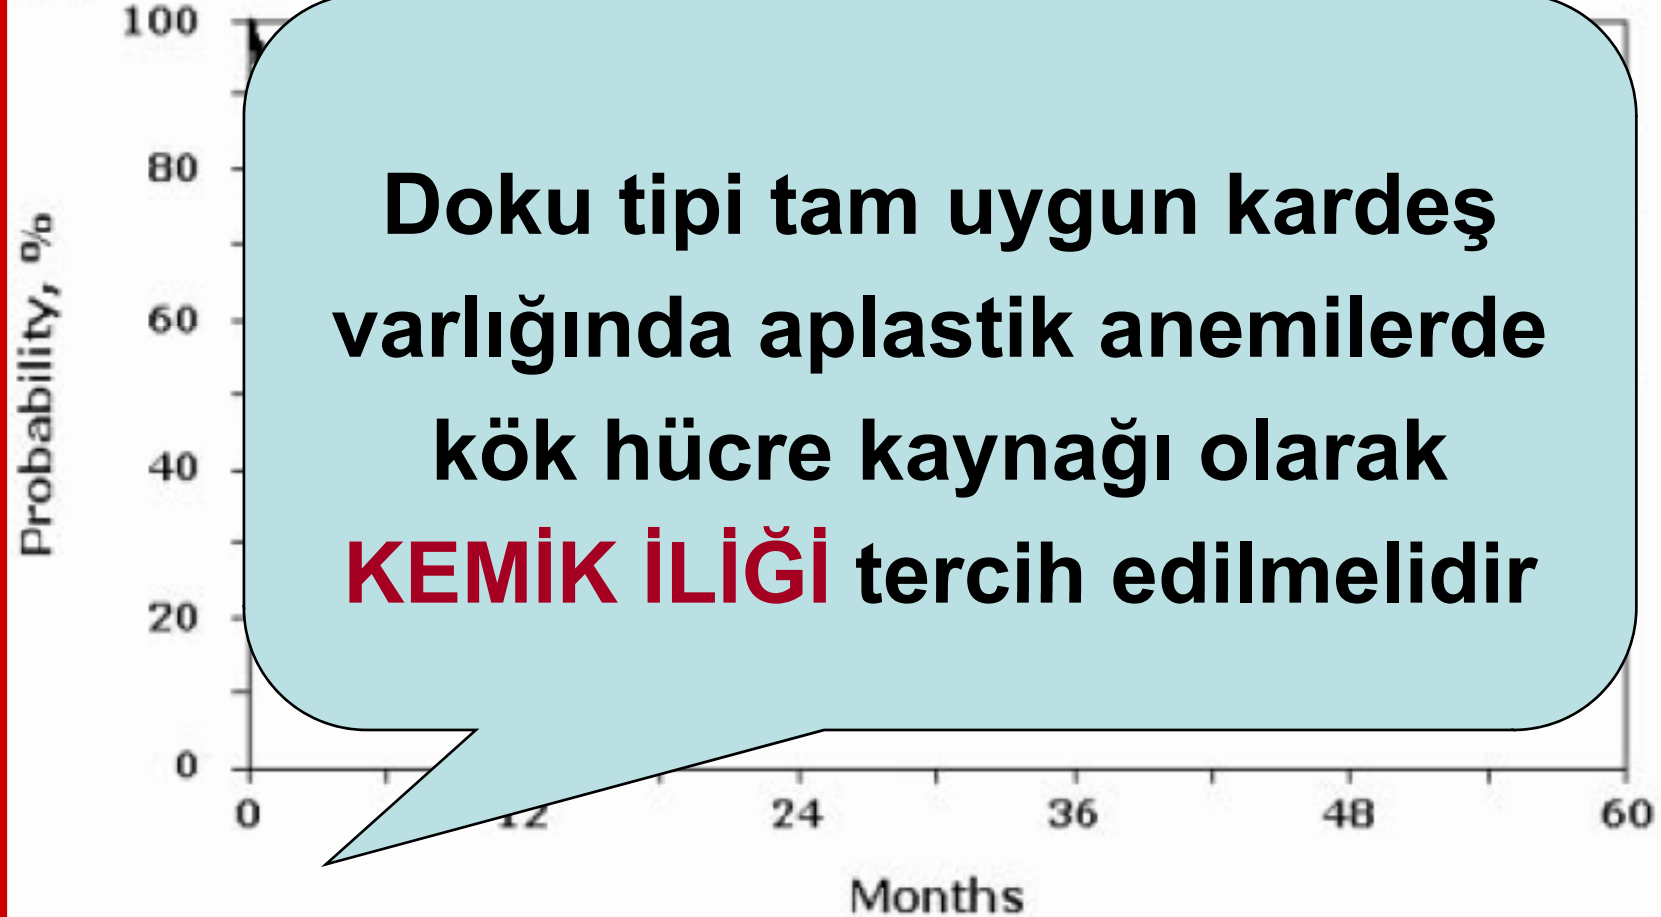 100
80
60
40
20
0
Probability, %
Doku tipi tam uygun kardeş
varlığında aplastik anemilerde
kök hücre kaynağı olarak
KEMİK İLİĞİ tercih edilmelidir
0 12 24 36 48 60
Months